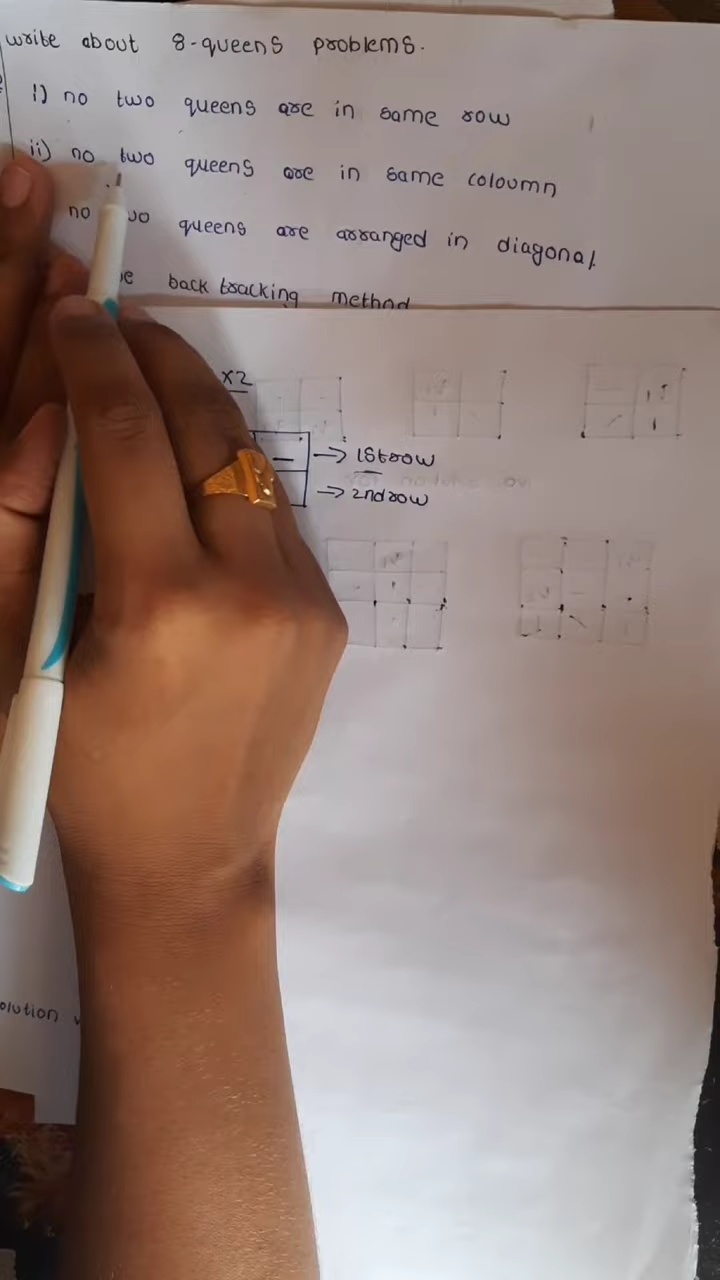 write about 8-queens problems.
i) no two queens are in same row
ii) no two queens are in same coloumn
no two queens are arranged in diagonal
back tracking method
x2
→ 1st row
→ 2nd row
olution